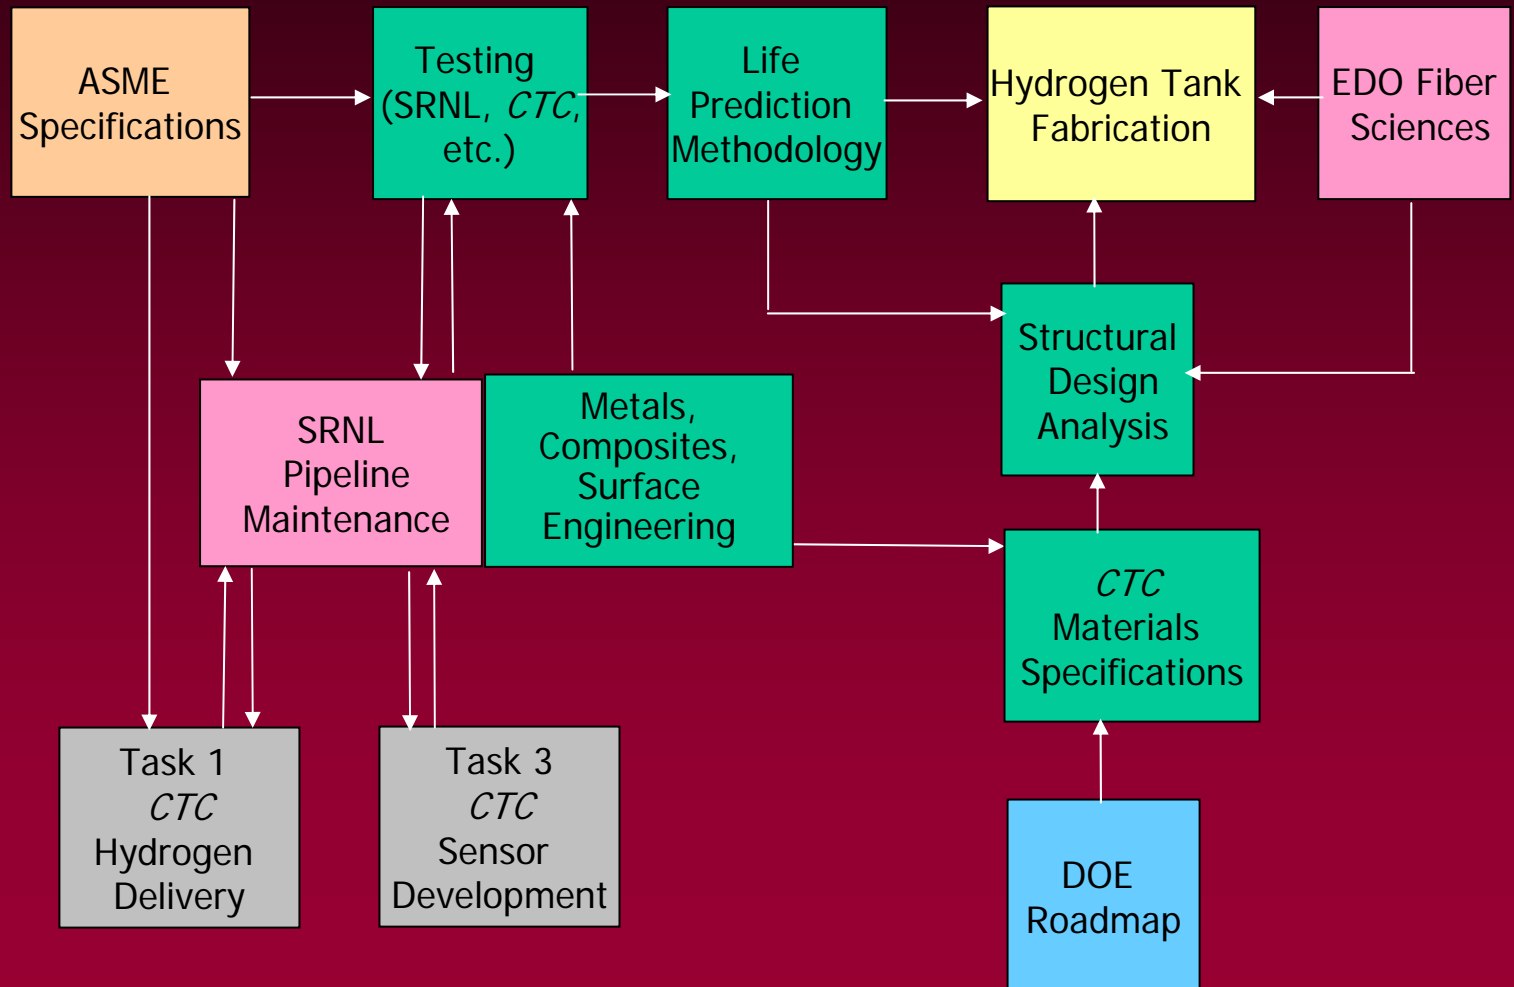 ASME
Specifications
Testing
(SRNL, CTC,
etc.)
Life
Prediction
Methodology
Hydrogen Tank
Fabrication
EDO Fiber
Sciences
Structural
Design
Analysis
SRNL
Pipeline
Maintenance
Metals,
Composites,
Surface
Engineering
CTC
Materials
Specifications
Task 1
CTC
Hydrogen
Delivery
Task 3
CTC
Sensor
Development
DOE
Roadmap